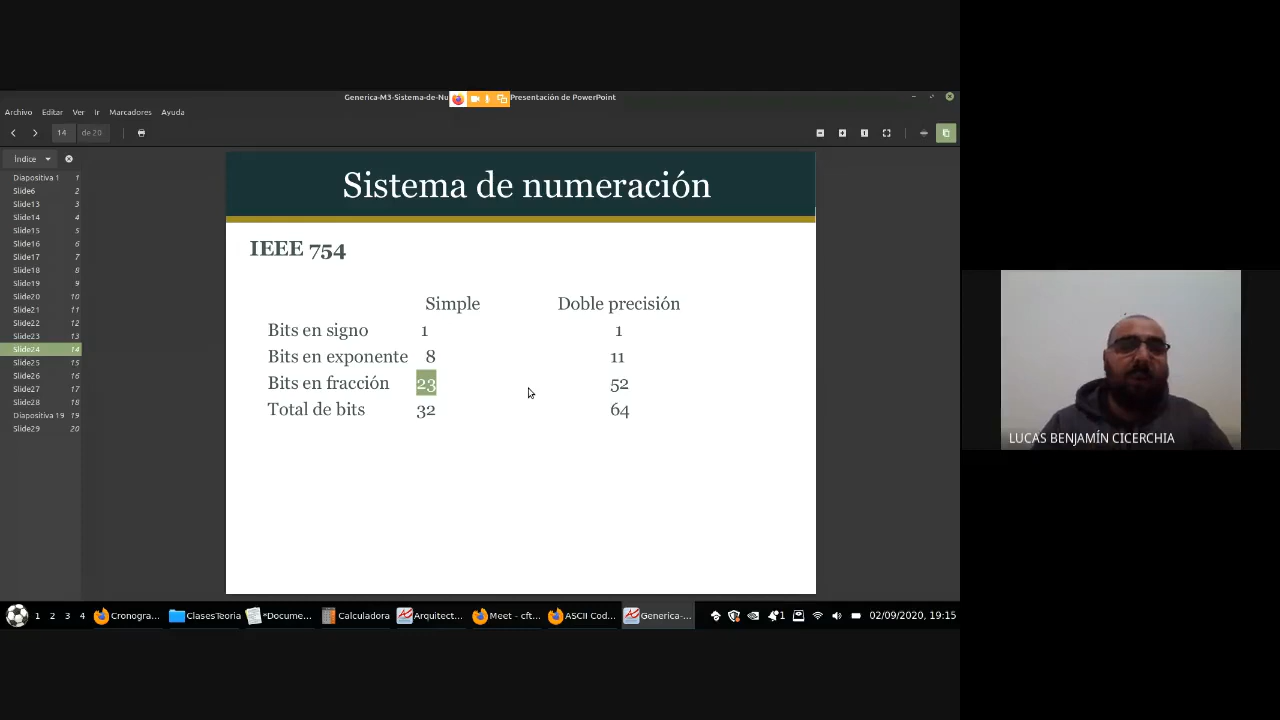 Generica-M3-Sistema-de-Nu Presentación de PowerPoint
Archivo Editar Ver Ir Marcadores Ayuda
14 de 20
Índice
Diapositiva 1 1
Slide6 2
Slide13 3
Slide14 4
Slide15 5
Slide16 6
Slide17 7
Slide18 8
Slide19 9
Slide20 10
Slide21 11
Slide22 12
Slide23 13
Slide24 14
Slide25 15
Slide26 16
Slide27 17
Slide28 18
Diapositiva 19 19
Slide29 20
Sistema de numeración
IEEE 754
Simple Doble precisión
Bits en signo 1 1
Bits en exponente 8 11
Bits en fracción 23 52
Total de bits 32 64
LUCAS BENJAMÍN CICERCHIA
1 2 3 4 Cronogra... ClasesTeoria *Docume... Calculadora Arquitect... Meet - cft... ASCII Cod... Generica-... 1 02/09/2020, 19:15